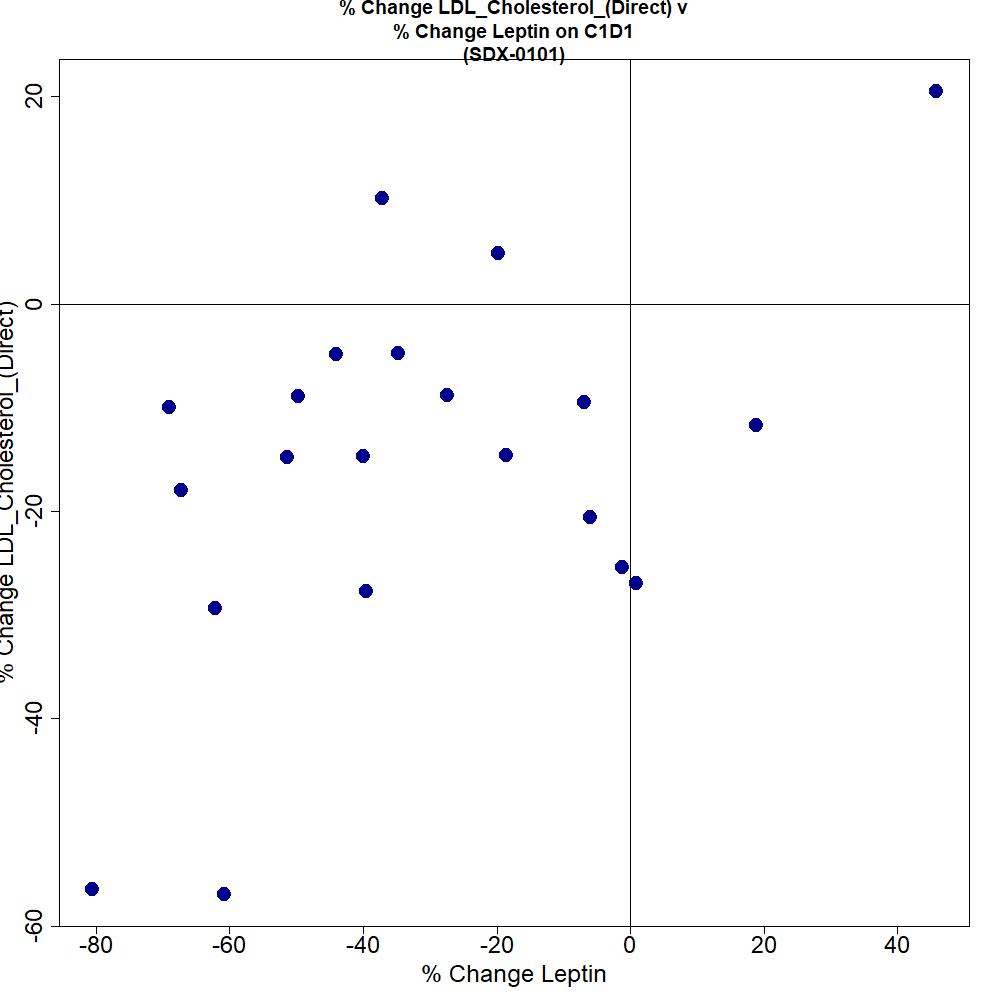 % Change LDL_Cholesterol_(Direct) v
% Change Leptin on C1D1
(SDX-0101)
% Change LDL_Cholesterol_(Direct)
20
0
-20
-40
-60
-80 -60 -40 -20 0 20 40
% Change Leptin